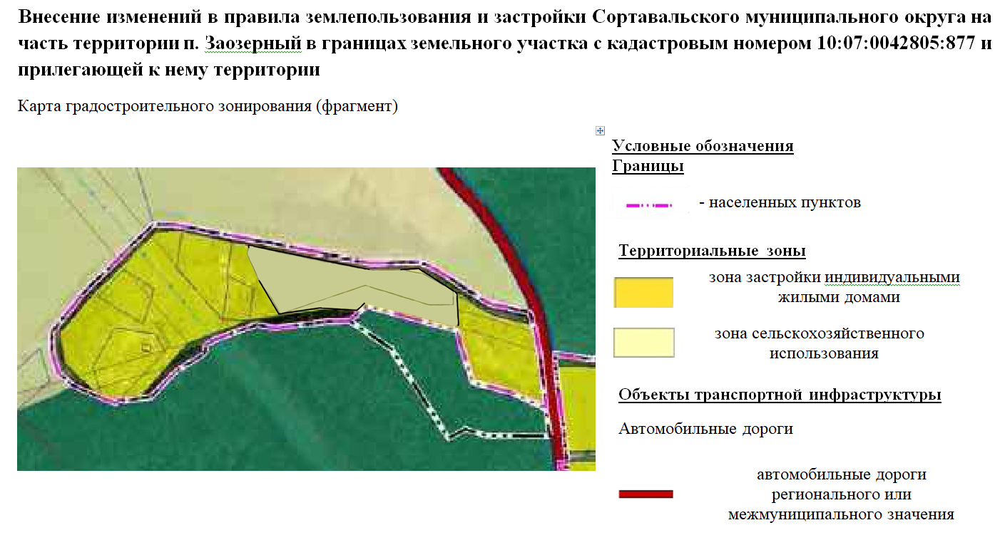 Внесение изменений в правила землепользования и застройки Сортавальского муниципального округа на
часть территории п. Заозерный в границах земельного участка с кадастровым номером 10:07:0042805:877 и
прилегающей к нему территории
Карта градостроительного зонирования (фрагмент)
Условные обозначения
Границы
- населенных пунктов
Территориальные зоны
зона застройки индивидуальными
жилыми домами
зона сельскохозяйственного
использования
Объекты транспортной инфраструктуры
Автомобильные дороги
автомобильные дороги
регионального или
межмуниципального значения